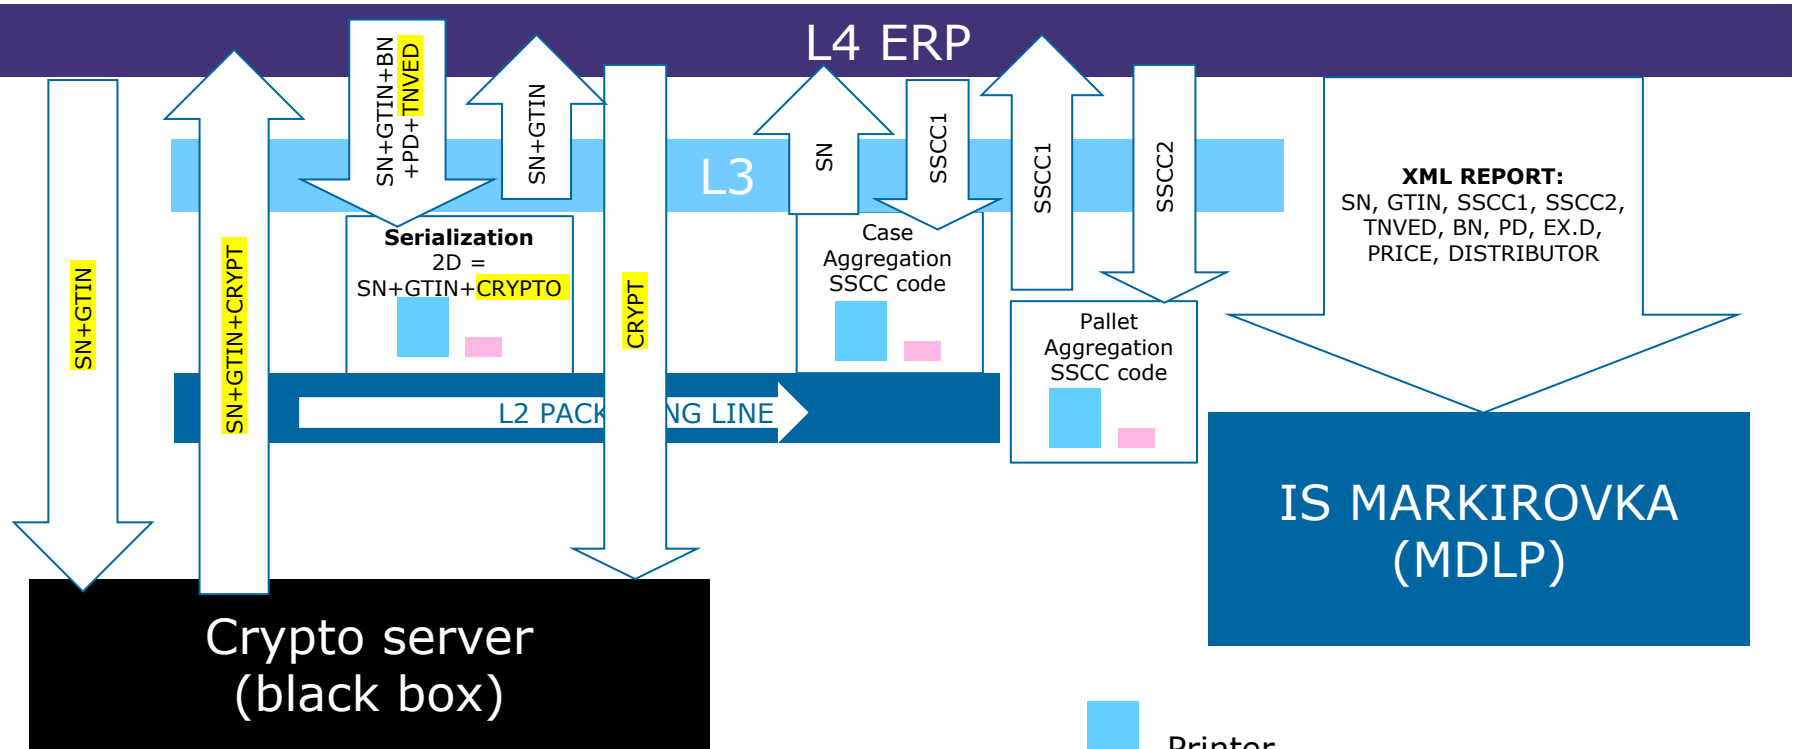 L4 ERP
SN+GTIN
SN+GTIN+CRYPT
SN+GTIN+BN
+PD+TNVED
SN+GTIN
CRYPT
SN
SSCC1
SSCC1
SSCC2
L3
XML REPORT:
SN, GTIN, SSCC1, SSCC2,
TNVED, BN, PD, EX.D,
PRICE, DISTRIBUTOR
Serialization
2D =
SN+GTIN+CRYPTO
Case
Aggregation
SSCC code
Pallet
Aggregation
SSCC code
L2 PACK NG LINE
IS MARKIROVKA
(MDLP)
Crypto server
(black box)
Printer